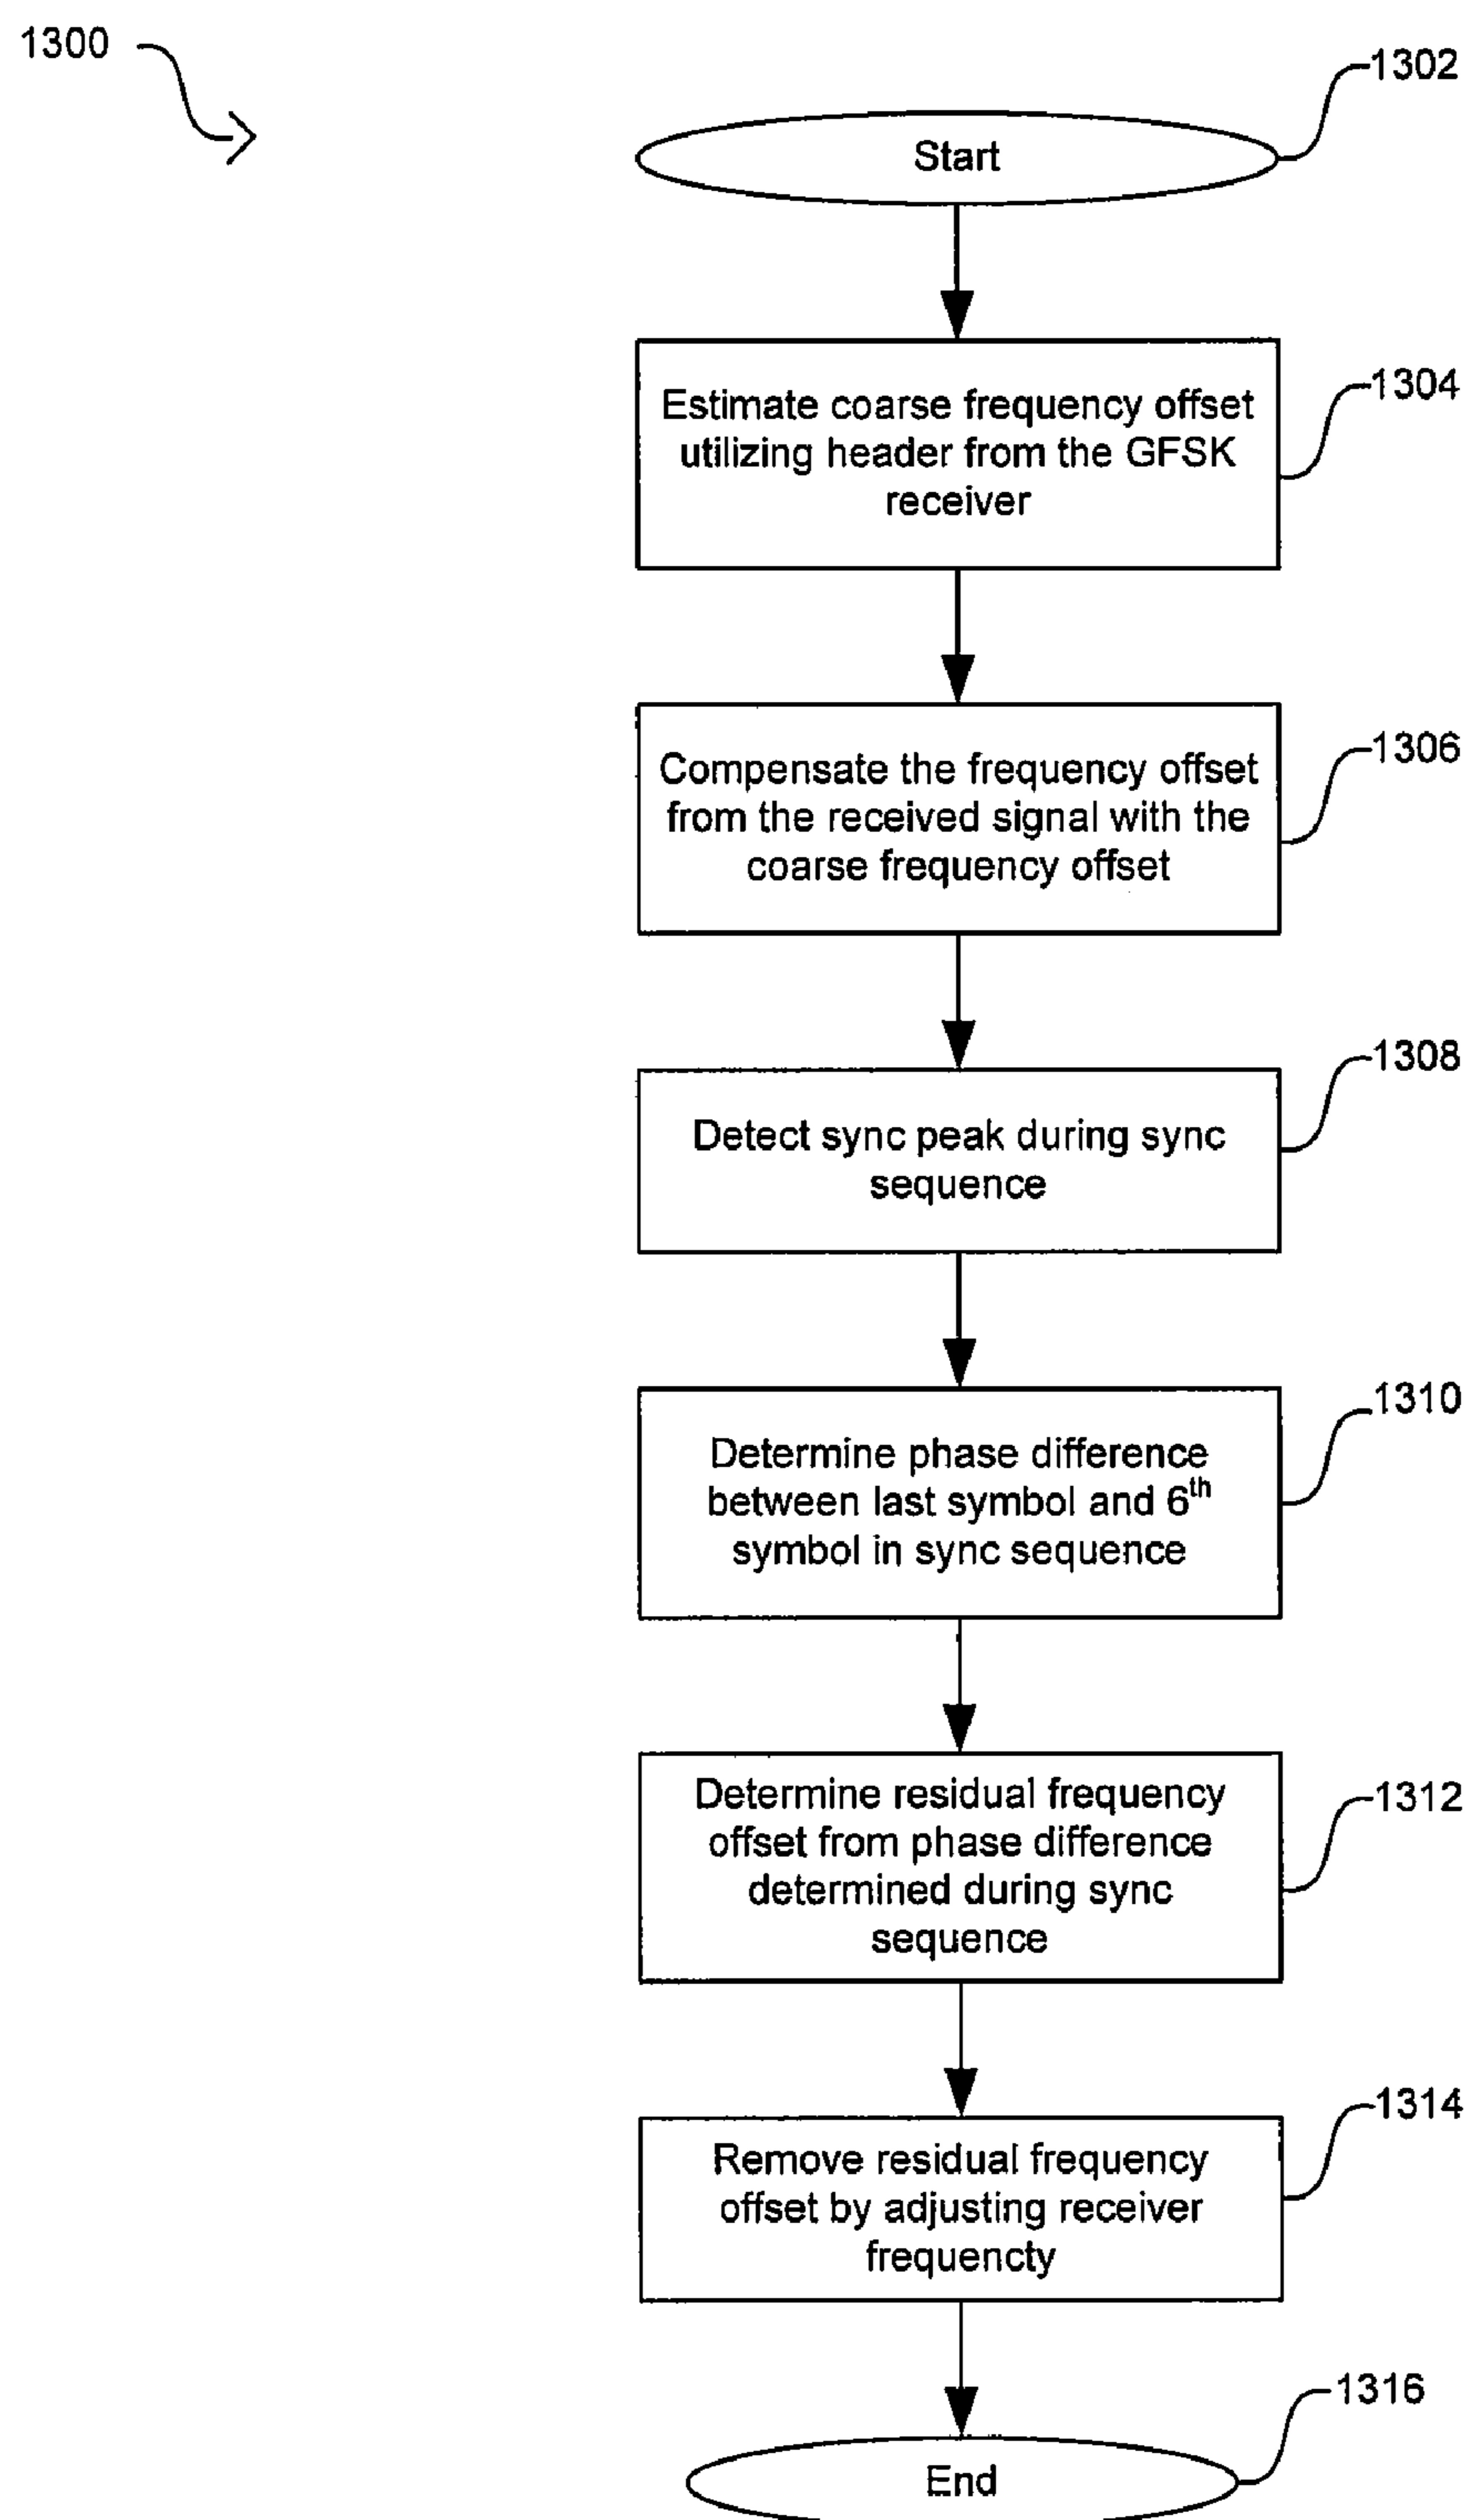 1300
1302
Start
1304
Estimate coarse frequency offset
utilizing header from the GFSK
receiver
1306
Compensate the frequency offset
from the received signal with the
coarse frequency offset
1308
Detect sync peak during sync
sequence
1310
Determine phase difference
between last symbol and 6th
symbol in sync sequence
1312
Determine residual frequency
offset from phase difference
determined during sync
sequence
1314
Remove residual frequency
offset by adjusting receiver
frequencty
1316
End